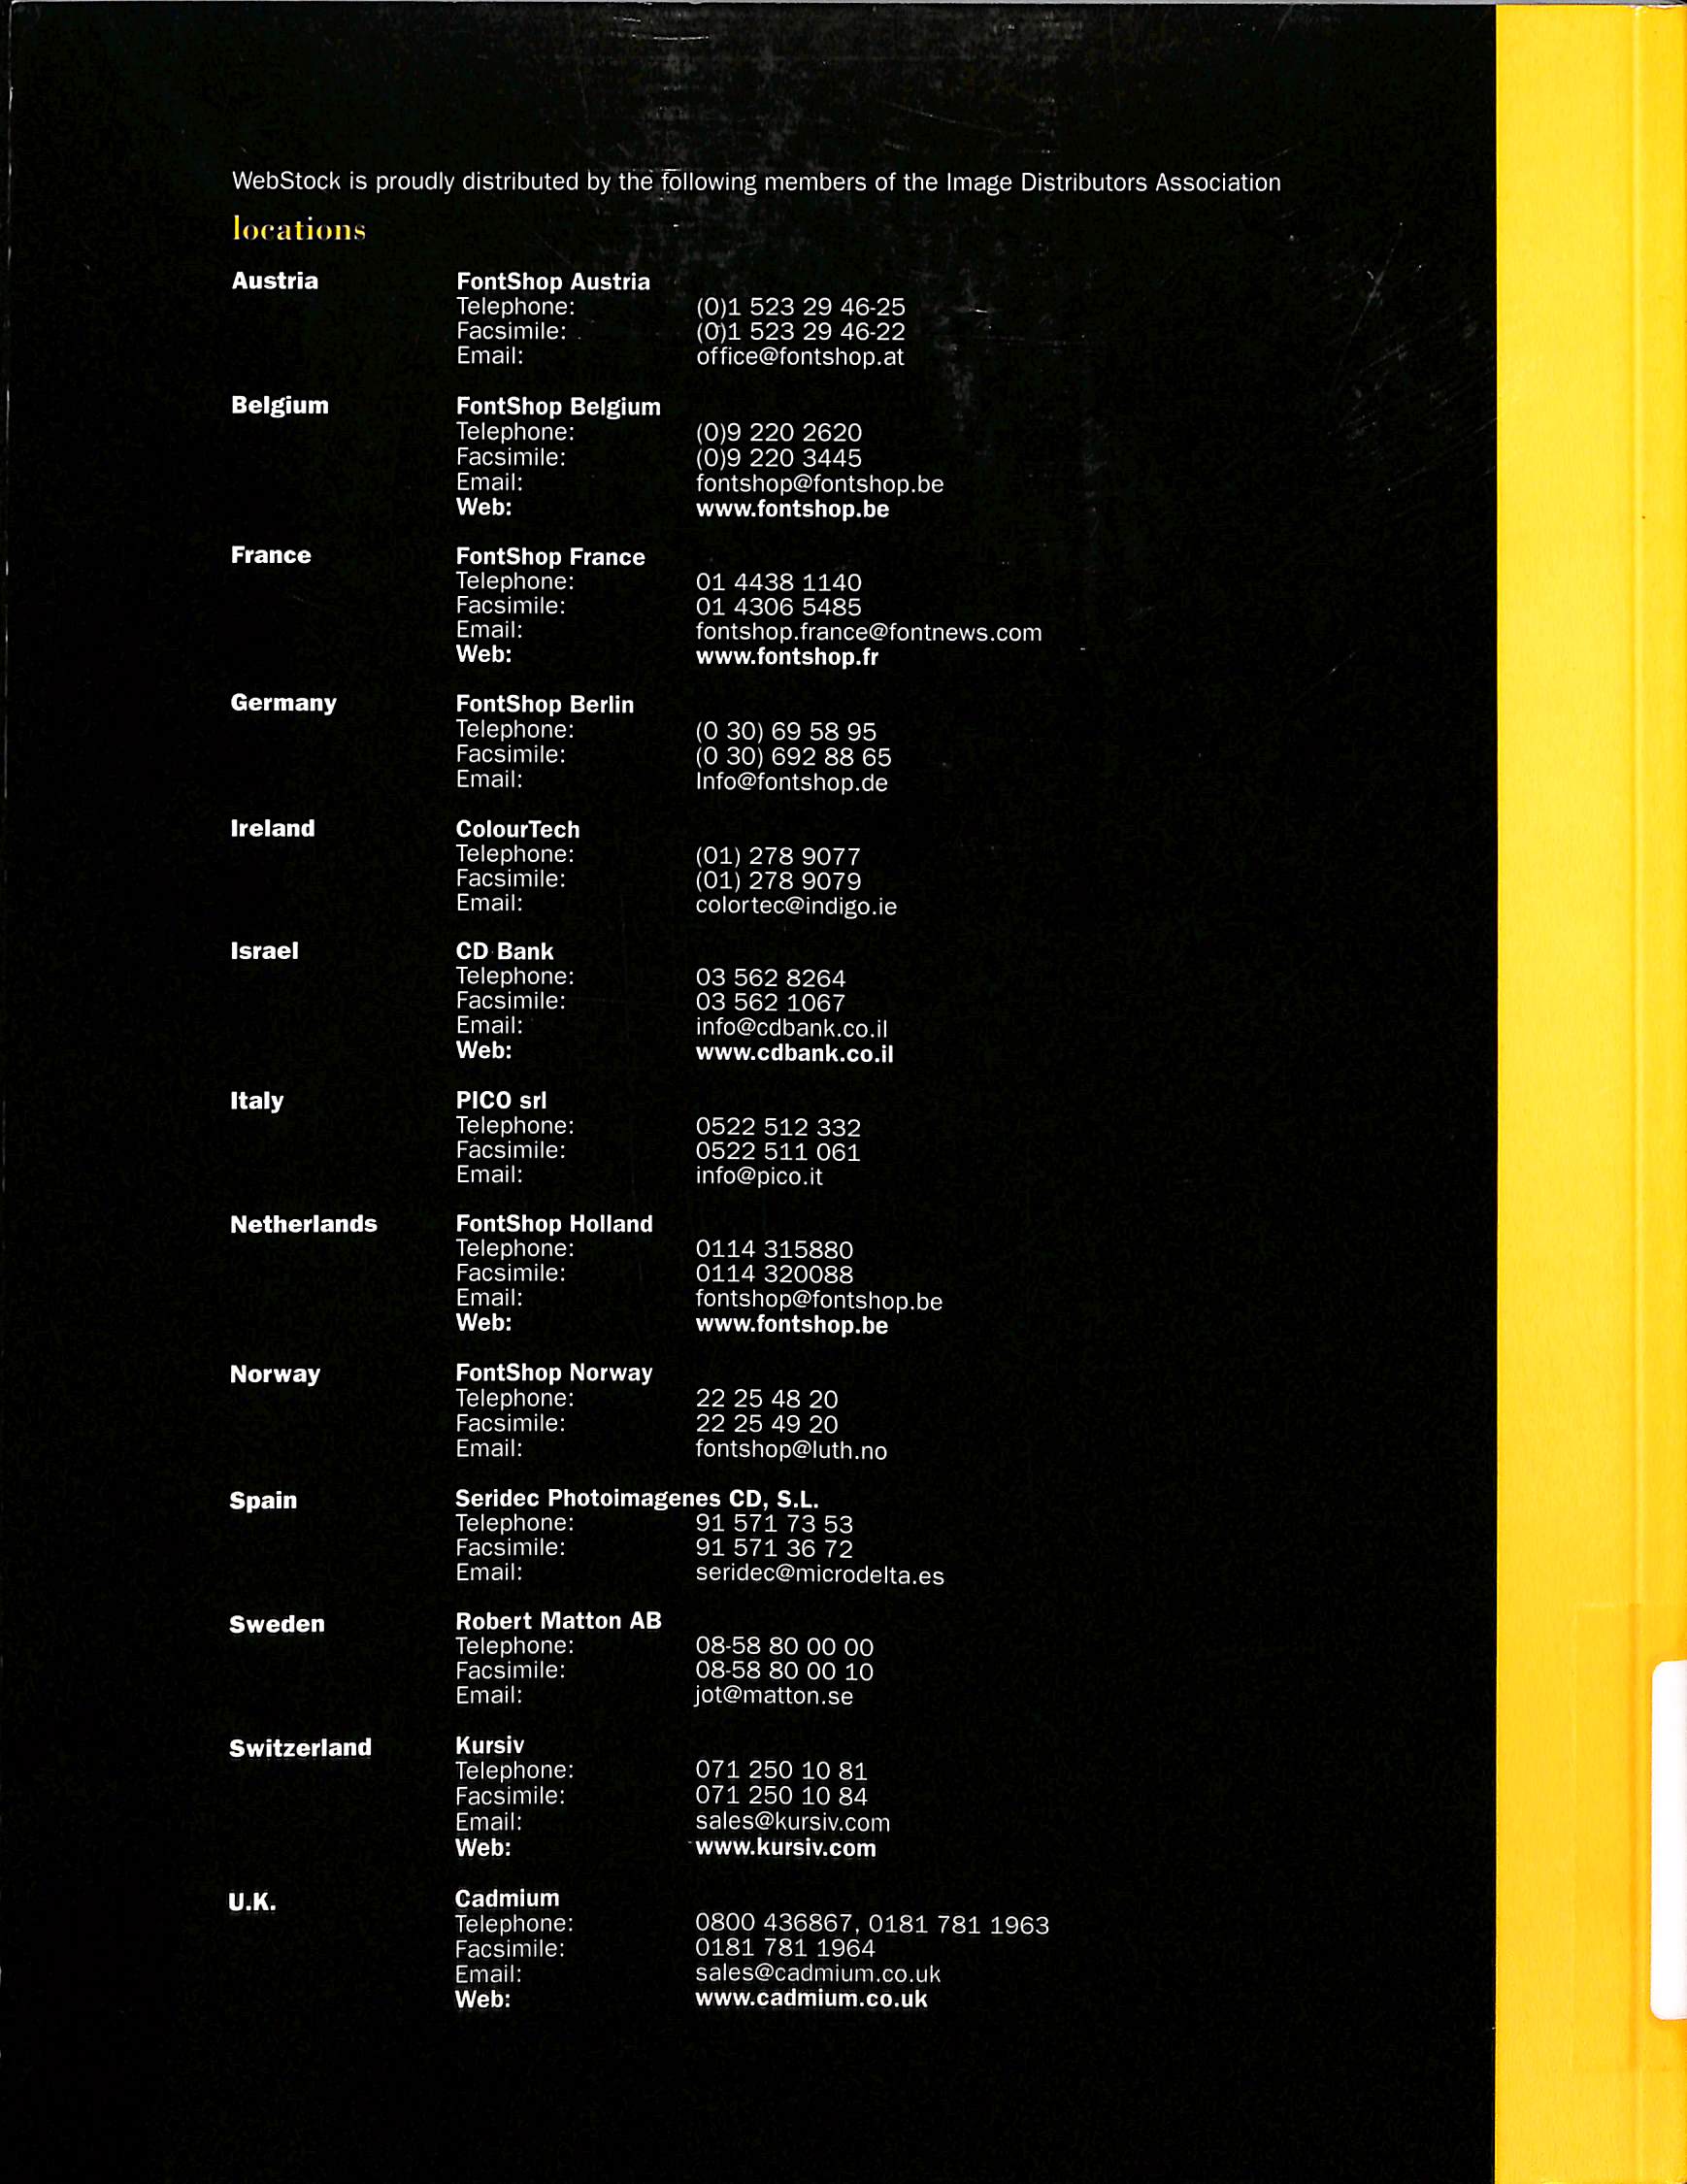 WebStock is proudly distributed by the following members of the Image Distributors Association
locations
Austria FontShop Austria
Telephone: (0)1 523 29 46-25
Facsimile: (0)1 523 29 46-22
Email: office@fontshop.at
Belgium FontShop Belgium
Telephone: (0)9 220 2620
Facsimile: (0)9 220 3445
Email: fontshop@fontshop.be
Web: www.fontshop.be
France FontShop France
Telephone: 01 4438 1140
Facsimile: 01 4306 5485
Email: fontshop.france@fontnews.com
Web: www.fontshop.fr
Germany FontShop Berlin
Telephone: (0 30) 69 58 95
Facsimile: (0 30) 692 88 65
Email: Info@fontshop.de
Ireland ColourTech
Telephone: (01) 278 9077
Facsimile: (01) 278 9079
Email: colortec@indigo.ie
Israel CD Bank
Telephone: 03 562 8264
Facsimile: 03 562 1067
Email: info@cdbank.co.il
Web: www.cdbank.co.il
Italy PICO srl
Telephone: 0522 512 332
Facsimile: 0522 511 061
Email: info@pico.it
Netherlands FontShop Holland
Telephone: 0114 315880
Facsimile: 0114 320088
Email: fontshop@fontshop.be
Web: www.fontshop.be
Norway FontShop Norway
Telephone: 22 25 48 20
Facsimile: 22 25 49 20
Email: fontshop@luth.no
Spain Seridec Photoimagenes CD, S.L.
Telephone: 91 571 73 53
Facsimile: 91 571 36 72
Email: seridec@microdelta.es
Sweden Robert Matton AB
Telephone: 08-58 80 00 00
Facsimile: 08-58 80 00 10
Email: jot@matton.se
Switzerland Kursiv
Telephone: 071 250 10 81
Facsimile: 071 250 10 84
Email: sales@kursiv.com
Web: www.kursiv.com
U.K. Cadmium
Telephone: 0800 436867, 0181 781 1963
Facsimile: 0181 781 1964
Email: sales@cadmium.co.uk
Web: www.cadmium.co.uk